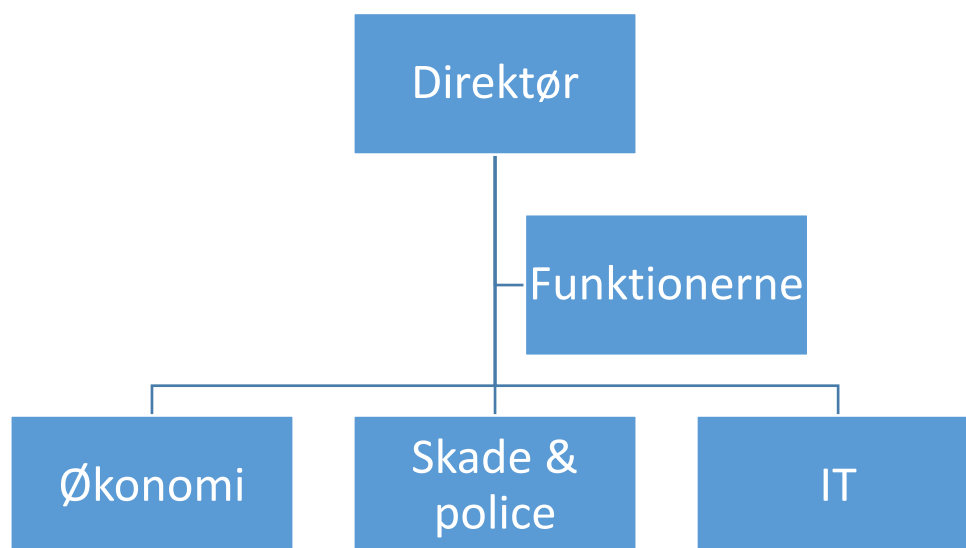 Direktør
Funktionerne
Økonomi
Skade &
police
IT